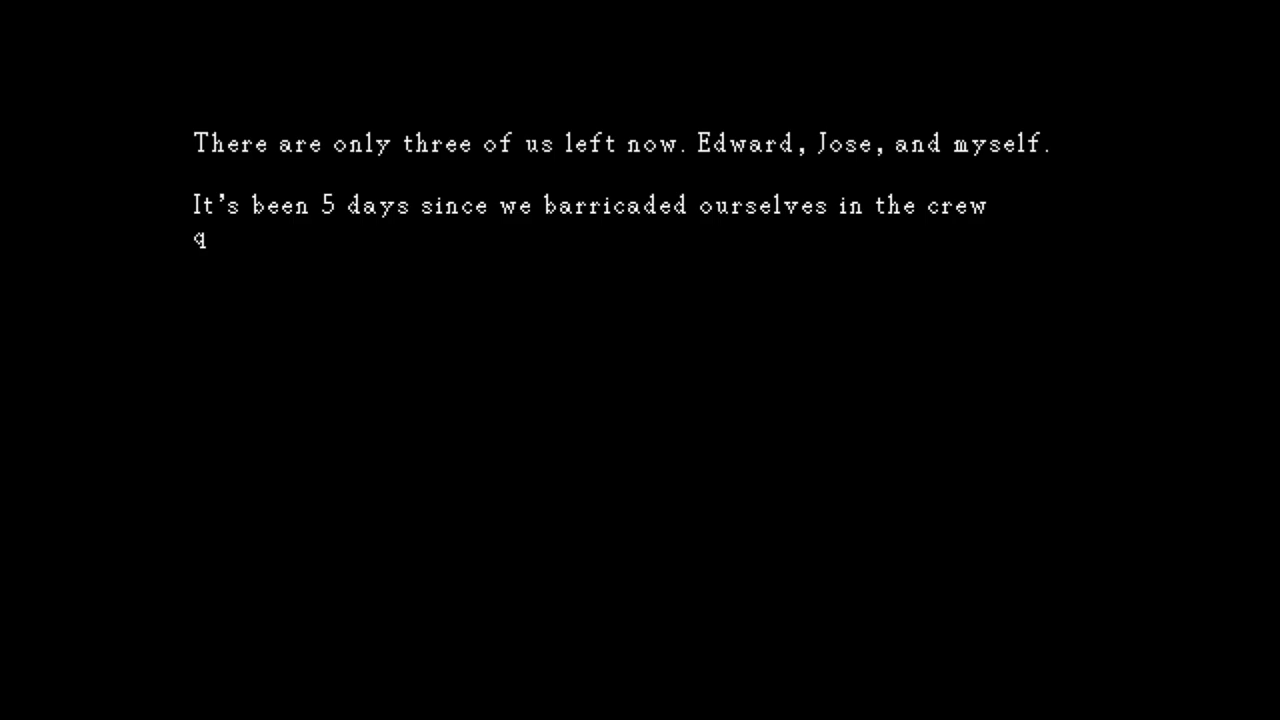 There are only three of us left now. Edward, Jose, and myself.
It's been 5 days since we barricaded ourselves in the crew
q